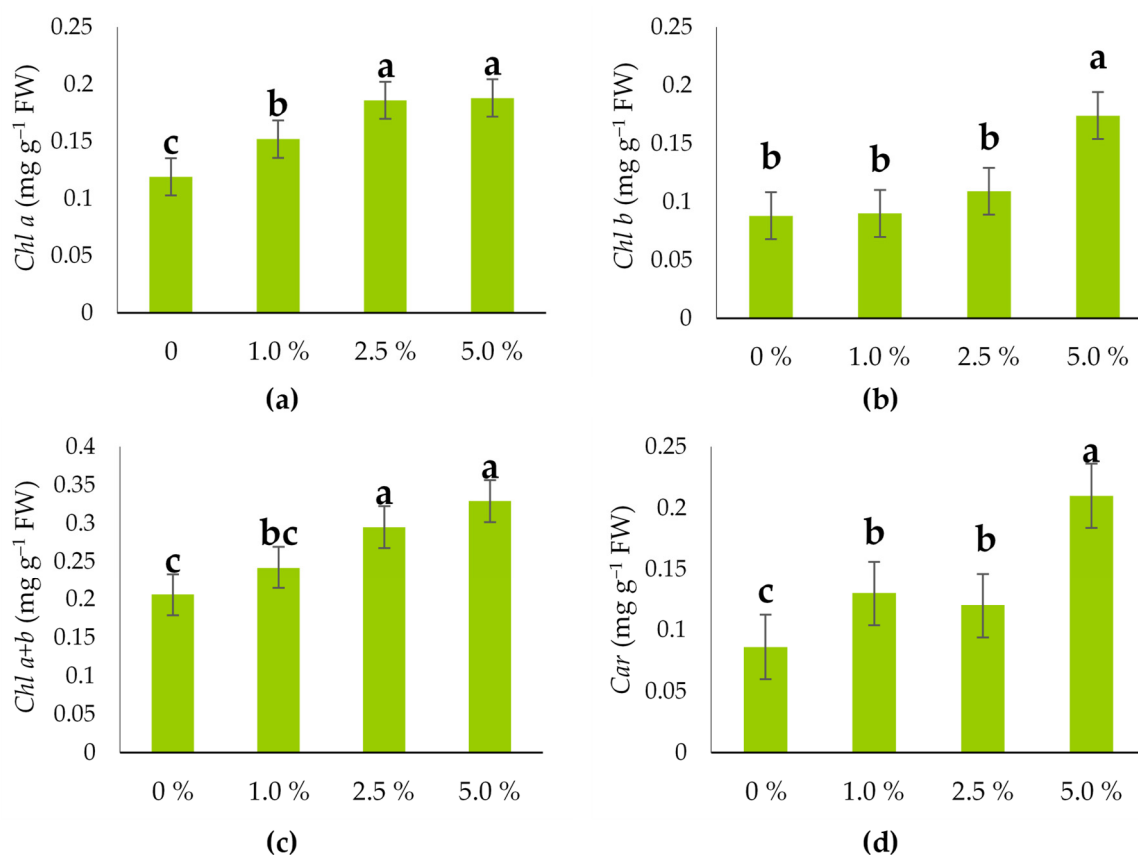 0.25
0.2
0.15
0.1
0.05
0
Chl a (mg g⁻¹ FW)
c
b
a
a
0
1.0 %
2.5 %
5.0 %
(a)
0.25
0.2
0.15
0.1
0.05
0
Chl b (mg g⁻¹ FW)
b
b
b
a
0 %
1.0 %
2.5 %
5.0 %
(b)
0.4
0.35
0.3
0.25
0.2
0.15
0.1
0.05
0
Chl a+b (mg g⁻¹ FW)
c
bc
a
a
0 %
1.0 %
2.5 %
5.0 %
(c)
0.25
0.2
0.15
0.1
0.05
0
Car (mg g⁻¹ FW)
c
b
b
a
0 %
1.0 %
2.5 %
5.0 %
(d)